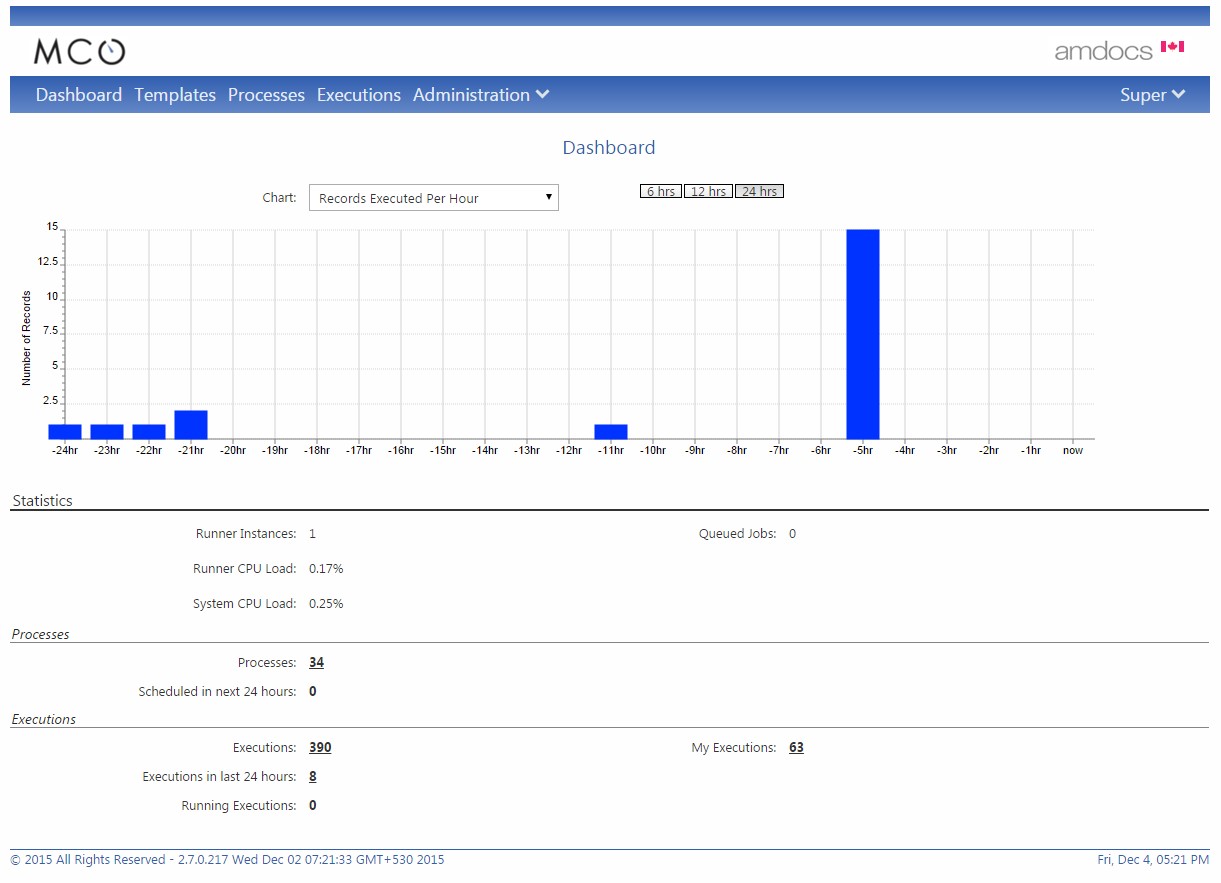 MCO
amdocs
Dashboard Templates Processes Executions Administration Super
Dashboard
Chart: Records Executed Per Hour 6 hrs 12 hrs 24 hrs
Number of Records
15
12.5
10
7.5
5
2.5
-24hr -23hr -22hr -21hr -20hr -19hr -18hr -17hr -16hr -15hr -14hr -13hr -12hr -11hr -10hr -9hr -8hr -7hr -6hr -5hr -4hr -3hr -2hr -1hr now
Statistics
Runner Instances: 1 Queued Jobs: 0
Runner CPU Load: 0.17%
System CPU Load: 0.25%
Processes
Processes: 34
Scheduled in next 24 hours: 0
Executions
Executions: 390 My Executions: 63
Executions in last 24 hours: 8
Running Executions: 0
© 2015 All Rights Reserved - 2.7.0.217 Wed Dec 02 07:21:33 GMT+530 2015 Fri, Dec 4, 05:21 PM